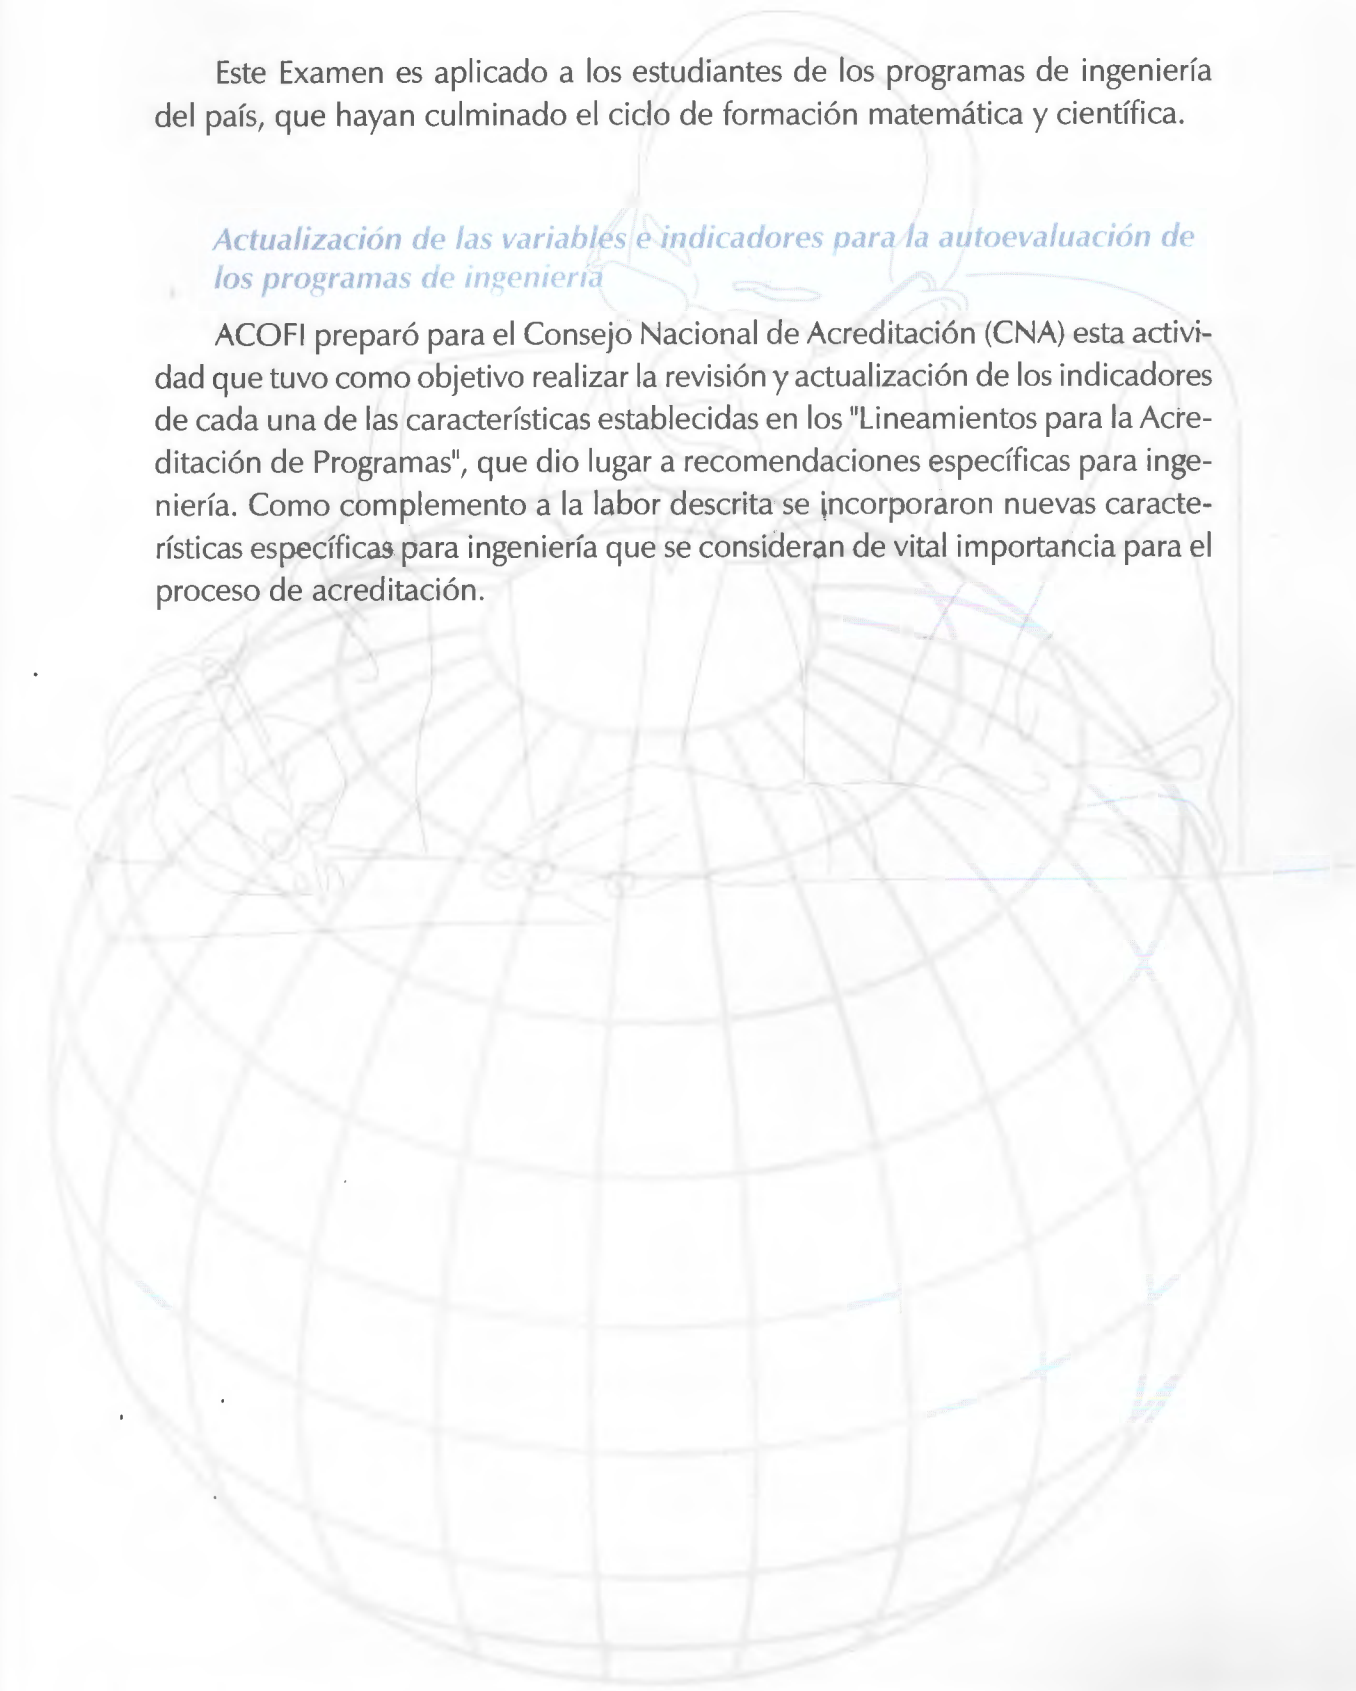 Este Examen es aplicado a los estudiantes de los programas de ingeniería
del país, que hayan culminado el ciclo de formación matemática y científica.
Actualización de las variables e indicadores para la autoevaluación de
los programas de ingeniería
ACOFI preparó para el Consejo Nacional de Acreditación (CNA) esta activi-
dad que tuvo como objetivo realizar la revisión y actualización de los indicadores
de cada una de las características establecidas en los "Lineamientos para la Acre-
ditación de Programas", que dio lugar a recomendaciones específicas para inge-
niería. Como complemento a la labor descrita se incorporaron nuevas caracte-
rísticas específicas para ingeniería que se consideran de vital importancia para el
proceso de acreditación.